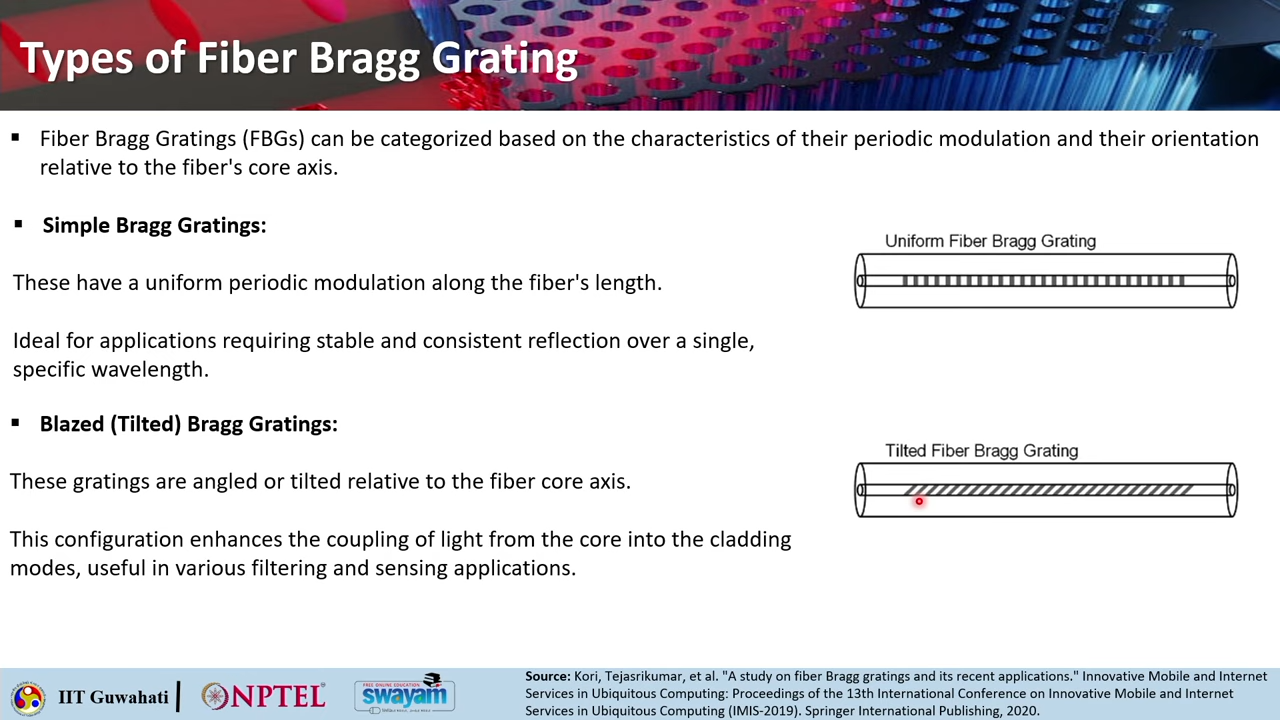 Types of Fiber Bragg Grating
▪ Fiber Bragg Gratings (FBGs) can be categorized based on the characteristics of their periodic modulation and their orientation
relative to the fiber's core axis.
▪ Simple Bragg Gratings:
These have a uniform periodic modulation along the fiber's length.
Ideal for applications requiring stable and consistent reflection over a single,
specific wavelength.
Uniform Fiber Bragg Grating
▪ Blazed (Tilted) Bragg Gratings:
These gratings are angled or tilted relative to the fiber core axis.
This configuration enhances the coupling of light from the core into the cladding
modes, useful in various filtering and sensing applications.
Tilted Fiber Bragg Grating
IIT Guwahati
NPTEL
FREE ONLINE EDUCATION
swayam
Source: Kori, Tejasrikumar, et al. "A study on fiber Bragg gratings and its recent applications." Innovative Mobile and Internet
Services in Ubiquitous Computing: Proceedings of the 13th International Conference on Innovative Mobile and Internet
Services in Ubiquitous Computing (IMIS-2019). Springer International Publishing, 2020.